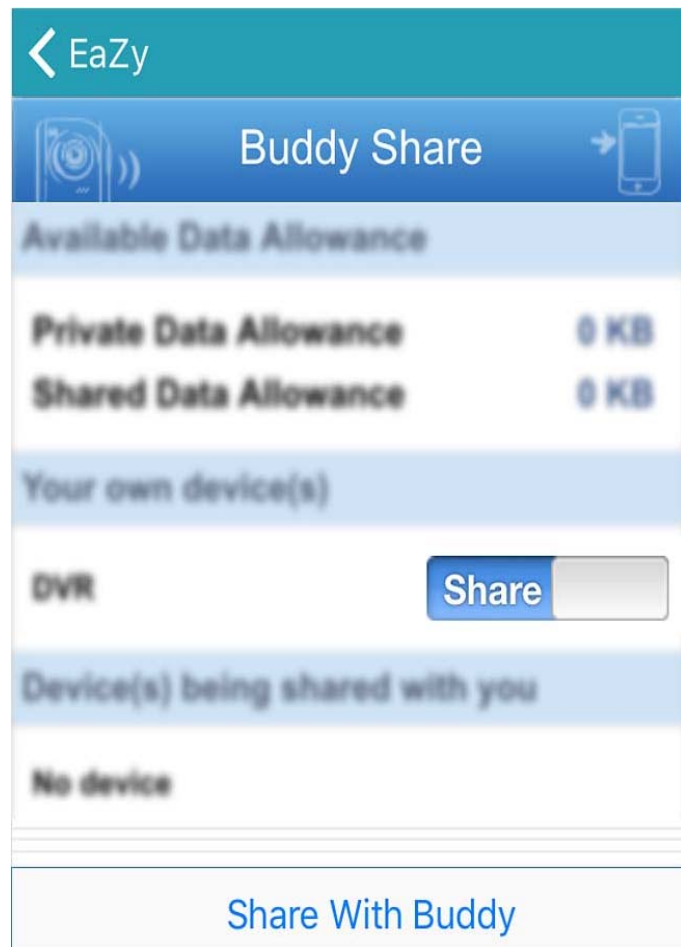 EaZy
Buddy Share
Available Data Allowance
Private Data Allowance 0 KB
Shared Data Allowance 0 KB
Your own device(s)
DVR Share
Device(s) being shared with you
No device
Share With Buddy